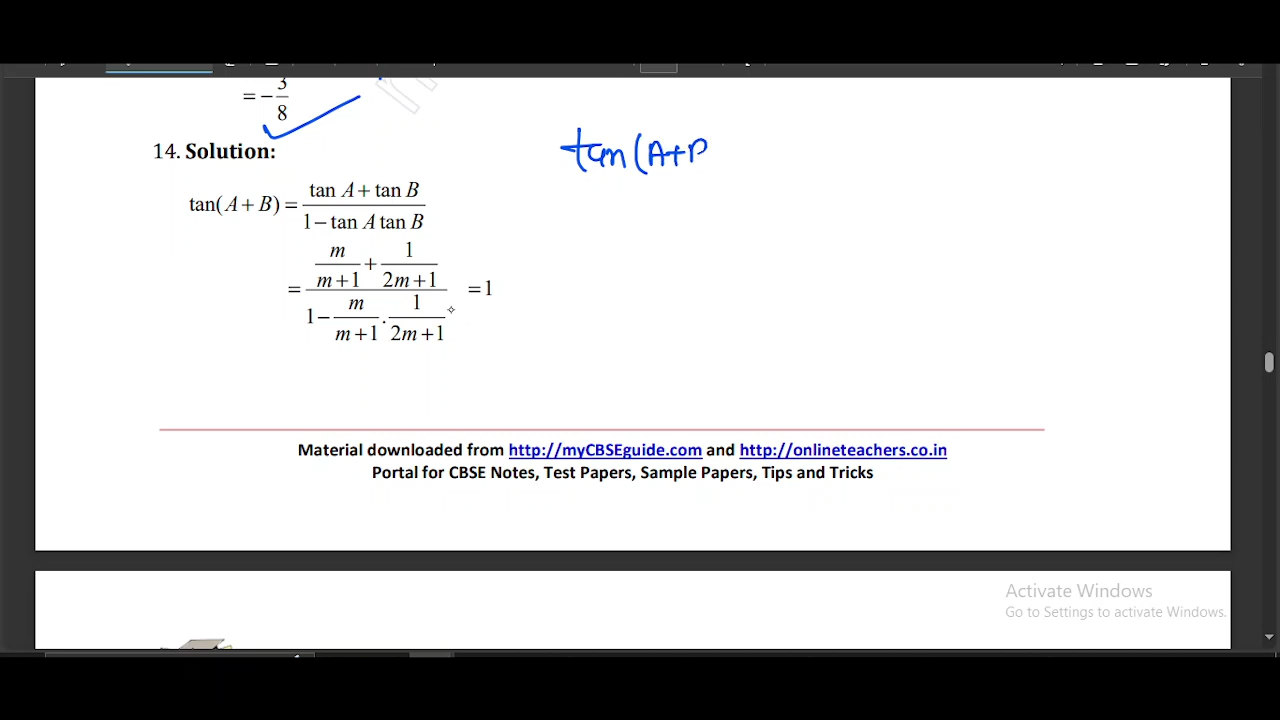 = - 3/8
14. Solution:
tan(A+P
tan(A + B) = (tan A + tan B)/(1 − tan A tan B)
= (m/(m+1) + 1/(2m+1))/(1 − m/(m+1) . 1/(2m+1)) = 1
Material downloaded from http://myCBSEguide.com and http://onlineteachers.co.in
Portal for CBSE Notes, Test Papers, Sample Papers, Tips and Tricks
Activate Windows
Go to Settings to activate Windows.